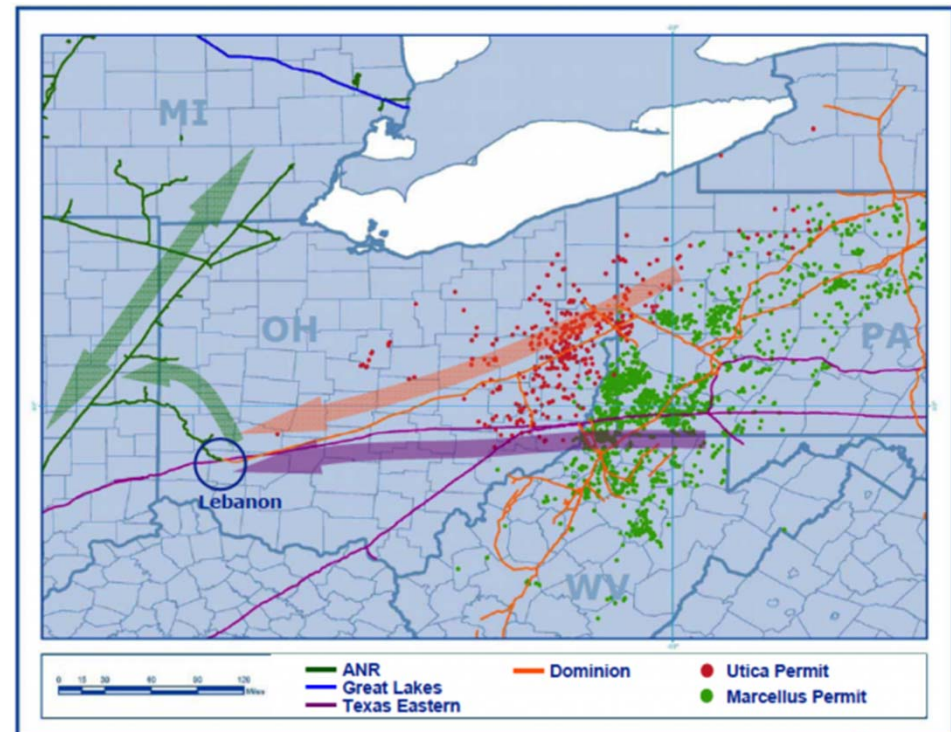 MI
OH
PA
Lebanon
WV
0 15 30 60 90 120
Miles
ANR
Great Lakes
Texas Eastern
Dominion
Utica Permit
Marcellus Permit